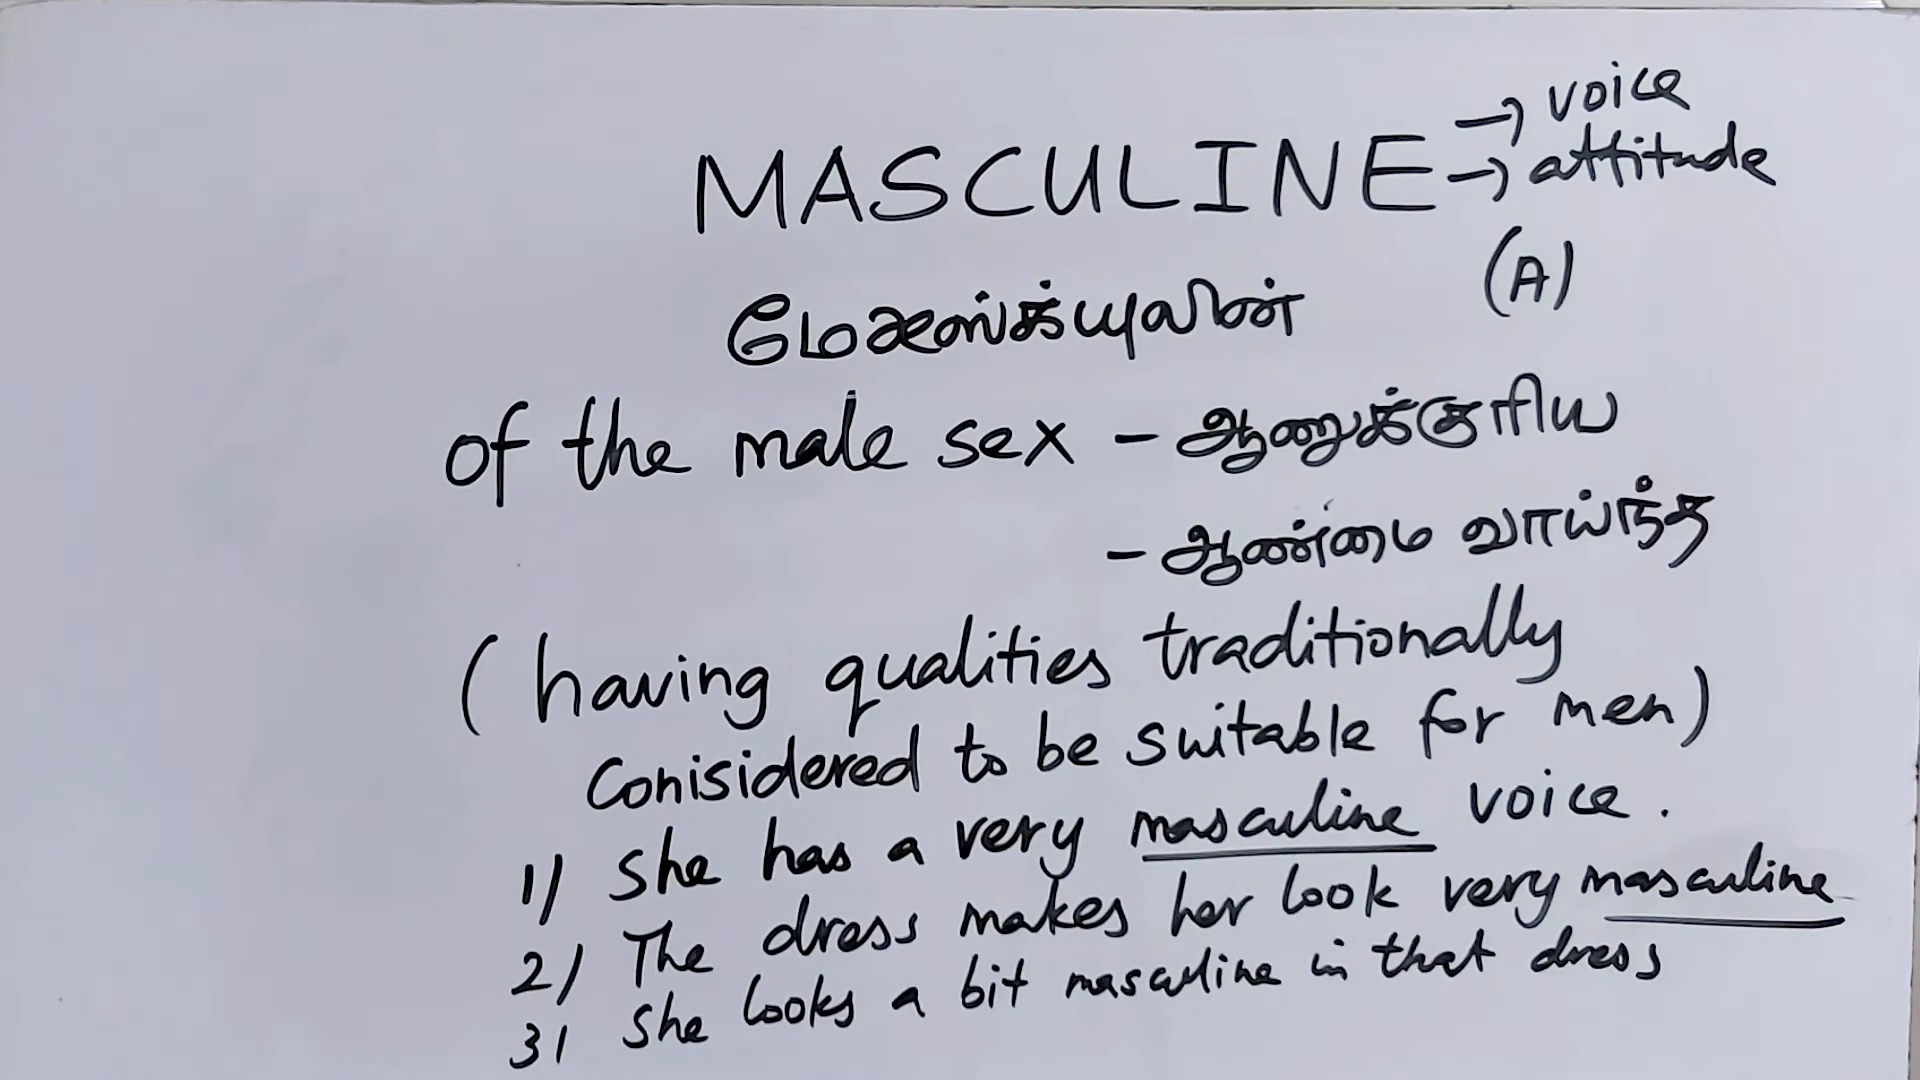 MASCULINE → voice
→ attitude
(A)
மேஸ்க்யுலின்
of the male sex - ஆணுக்குரிய
- ஆண்மை வாய்ந்த
(having qualities traditionally
Conisidered to be suitable for men)
1) She has a very masculine voice.
2) The dress makes her look very masculine
3) She looks a bit masculine in that dress